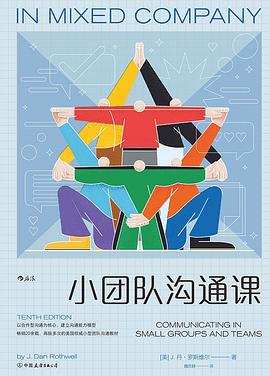 IN MIXED COMPANY
后浪
小团队沟通课
TENTH EDITION
COMMUNICATING IN
SMALL GROUPS AND TEAMS
以合作型沟通为核心，建立沟通能力模型
畅销20余载、再版多次的美国权威小型团队沟通教材
[美] J. 丹·罗斯维尔 著
中国友谊出版公司
by J. Dan Rothwell